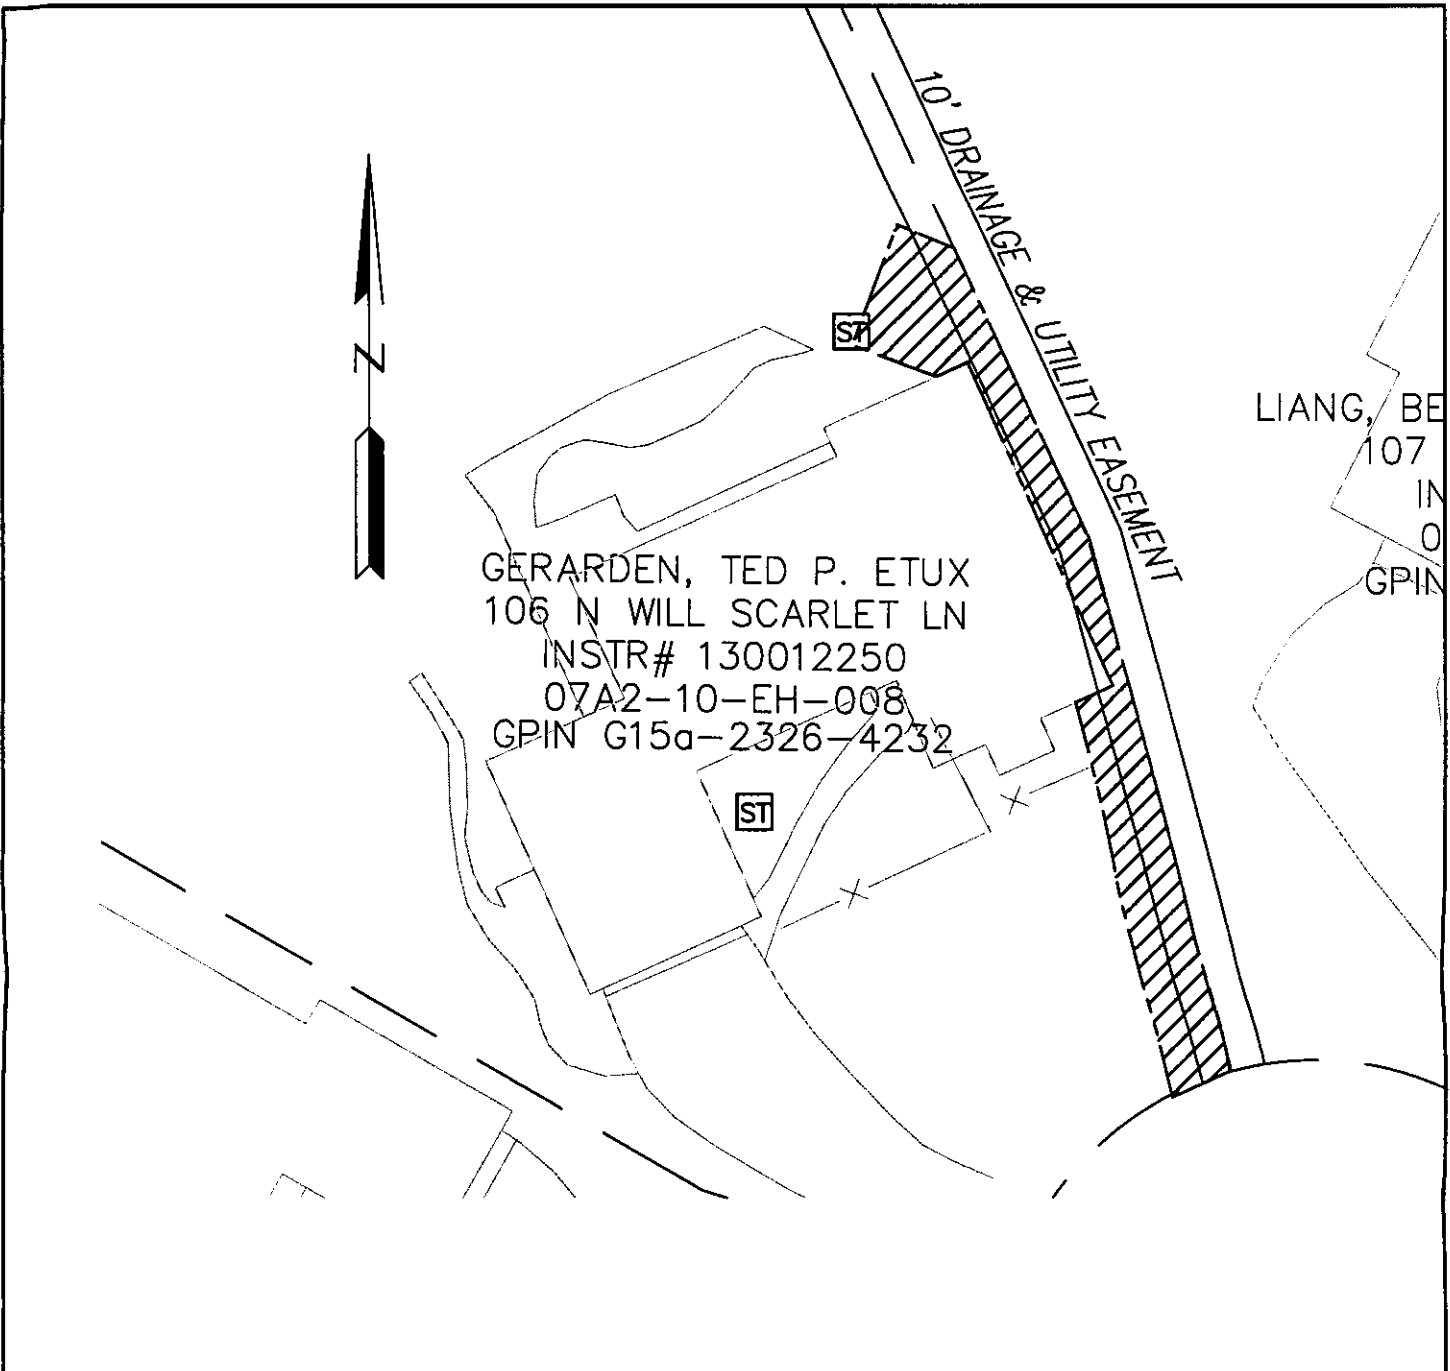 10' DRAINAGE & UTILITY EASEMENT
N
ST
LIANG, BE
107
IN
0
GPIN
GERARDEN, TED P. ETUX
106 N WILL SCARLET LN
INSTR# 130012250
07A2-10-EH-008
GPIN G15a-2326-4232
ST